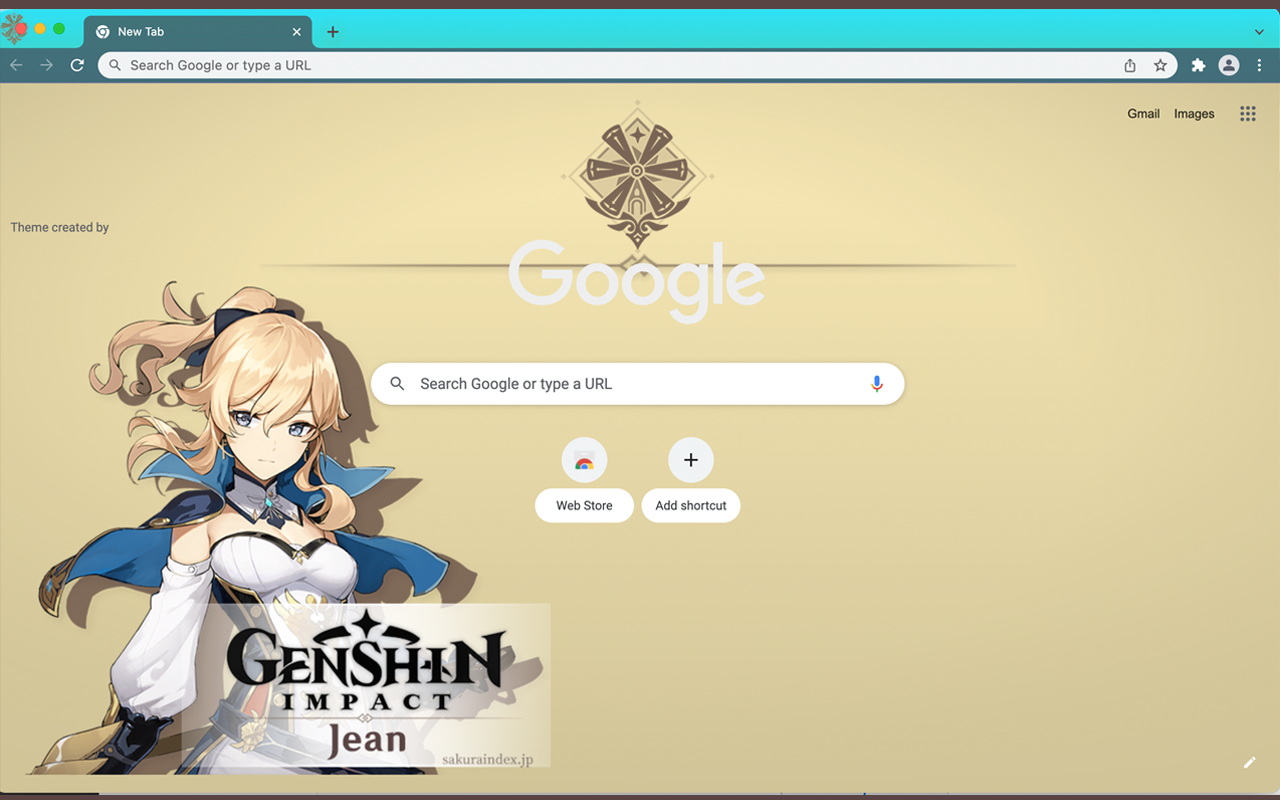 New Tab
Search Google or type a URL
Gmail Images
Theme created by
Google
Search Google or type a URL
Web Store Add shortcut
GENSHIN
IMPACT
Jean
sakuraindex.jp